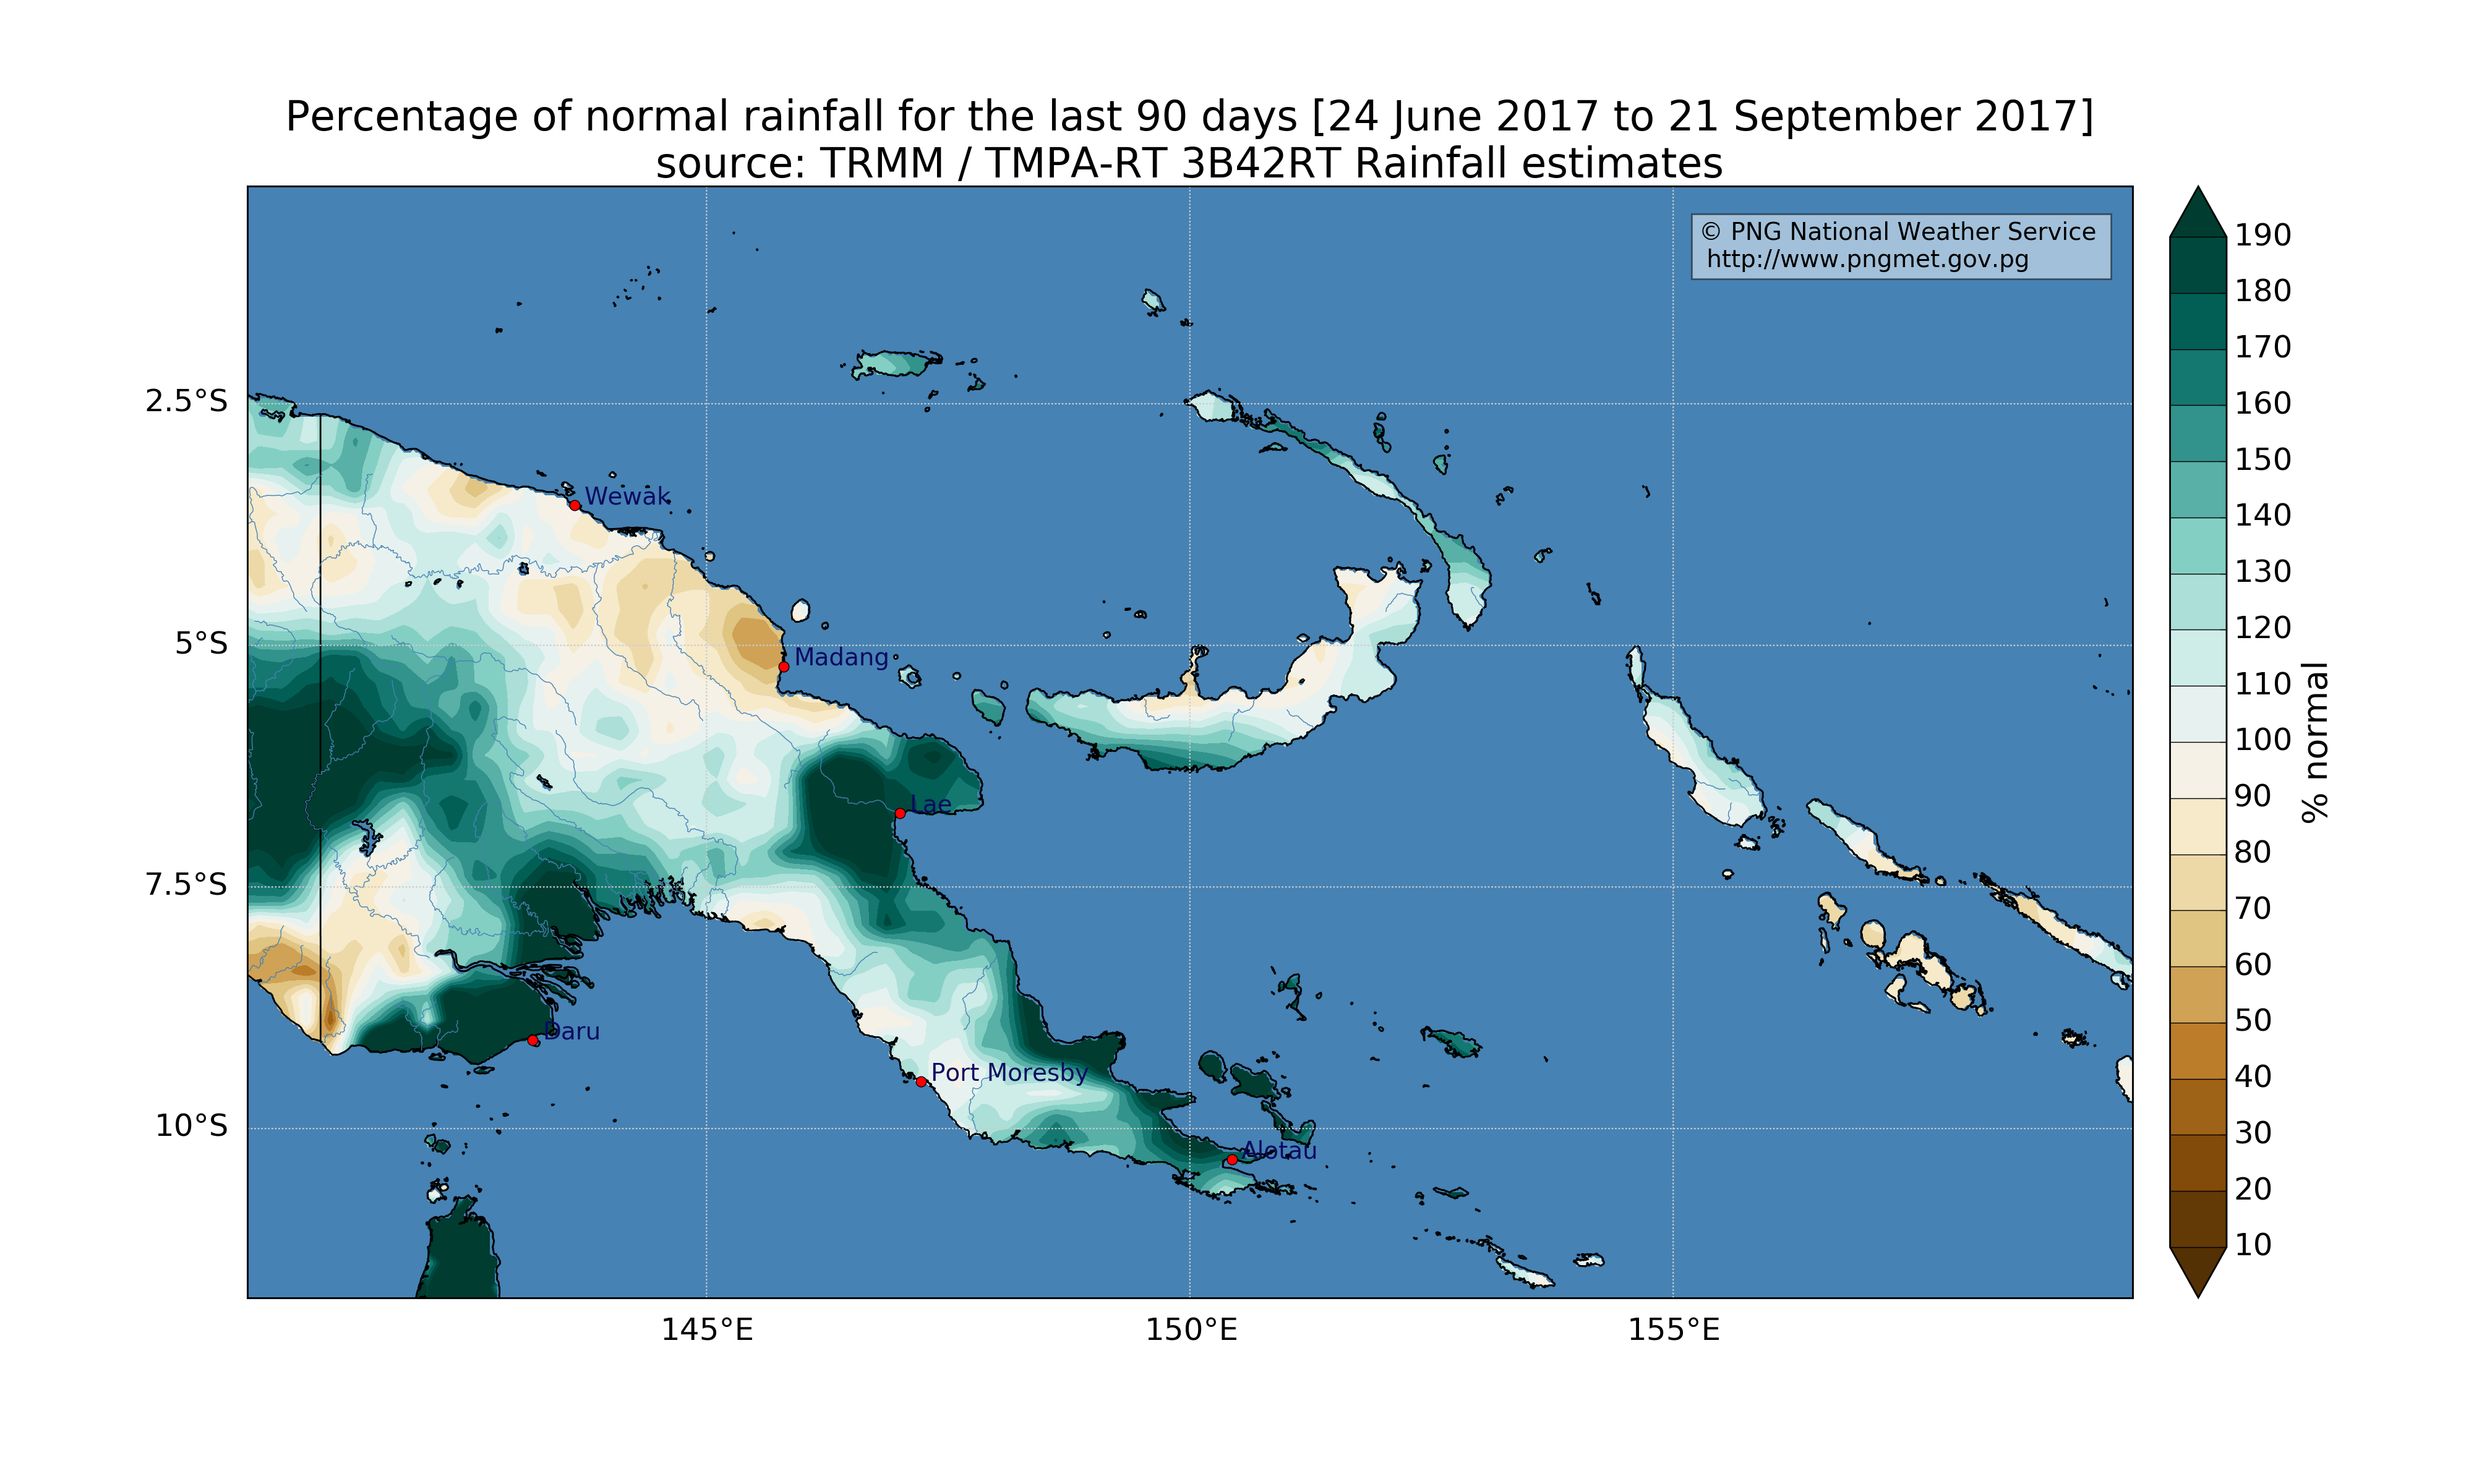 Percentage of normal rainfall for the last 90 days [24 June 2017 to 21 September 2017]
source: TRMM / TMPA-RT 3B42RT Rainfall estimates
© PNG National Weather Service
http://www.pngmet.gov.pg
2.5°S
5°S
7.5°S
10°S
145°E
150°E
155°E
Wewak
Madang
Lae
Daru
Port Moresby
Alotau
190
180
170
160
150
140
130
120
110
100
90
80
70
60
50
40
30
20
10
% normal